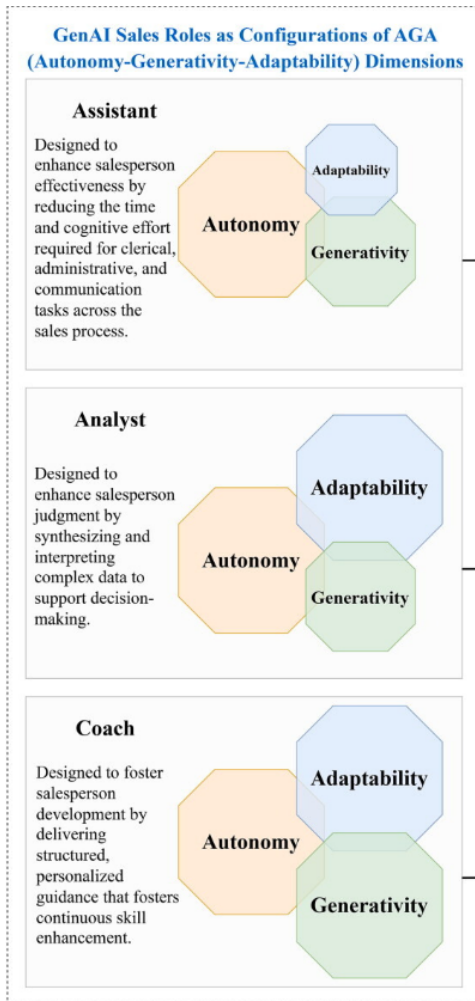 GenAI Sales Roles as Configurations of AGA
(Autonomy-Generativity-Adaptability) Dimensions
Assistant
Designed to
enhance salesperson
effectiveness by
reducing the time
and cognitive effort
required for clerical,
administrative, and
communication
tasks across the
sales process.
Autonomy
Adaptability
Generativity
Analyst
Designed to
enhance salesperson
judgment by
synthesizing and
interpreting
complex data to
support decision-
making.
Autonomy
Adaptability
Generativity
Coach
Designed to foster
salesperson
development by
delivering
structured,
personalized
guidance that fosters
continuous skill
enhancement.
Autonomy
Adaptability
Generativity